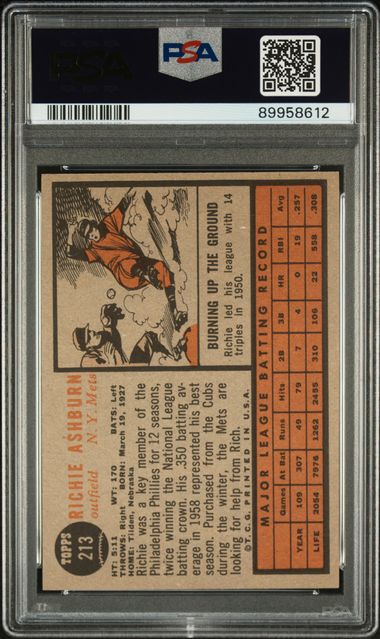 PSA
PSA
89958612
TOPPS
213
RICHIE ASHBURN
outfield N. Y. Mets
HT: 5:11 WT: 170 BATS: Left
THROWS: Right BORN: March 19, 1927
HOME: Tilden, Nebraska
Richie was a key member of the
Philadelphia Phillies for 12 seasons,
twice winning the National League
batting crown. His .350 batting av-
erage in 1958 represented his best
season. Purchased from the Cubs
during the winter, the Mets are
looking for help from Rich.
©T.C.G. PRINTED IN U.S.A.
BURNING UP THE GROUND
Richie led his league with 14
triples in 1950.
MAJOR LEAGUE BATTING RECORD
Games At Bat Runs Hits 2B 3B HR RBI Avg.
YEAR 109 307 49 79 7 4 0 19 .257
LIFE 2054 7976 1262 2455 310 106 22 558 .308